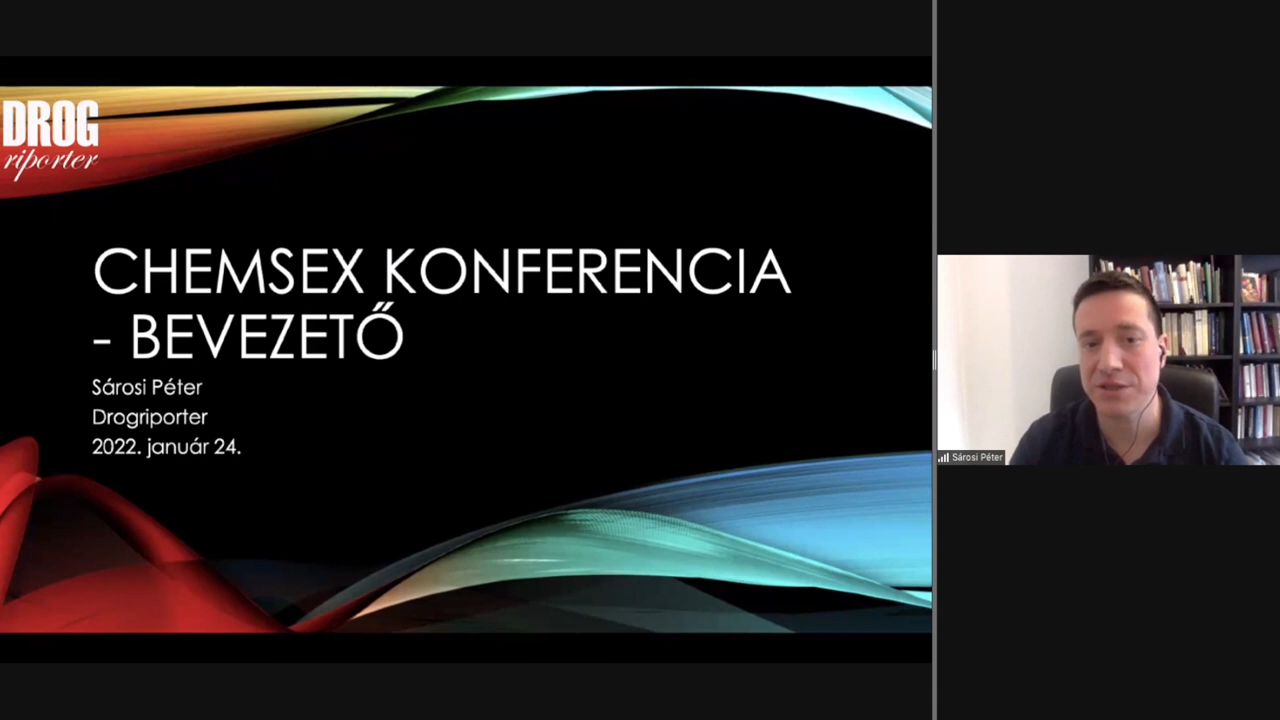 DROG
riporter
CHEMSEX KONFERENCIA
- BEVEZETŐ
Sárosi Péter
Drogriporter
2022. január 24.
Sárosi Péter